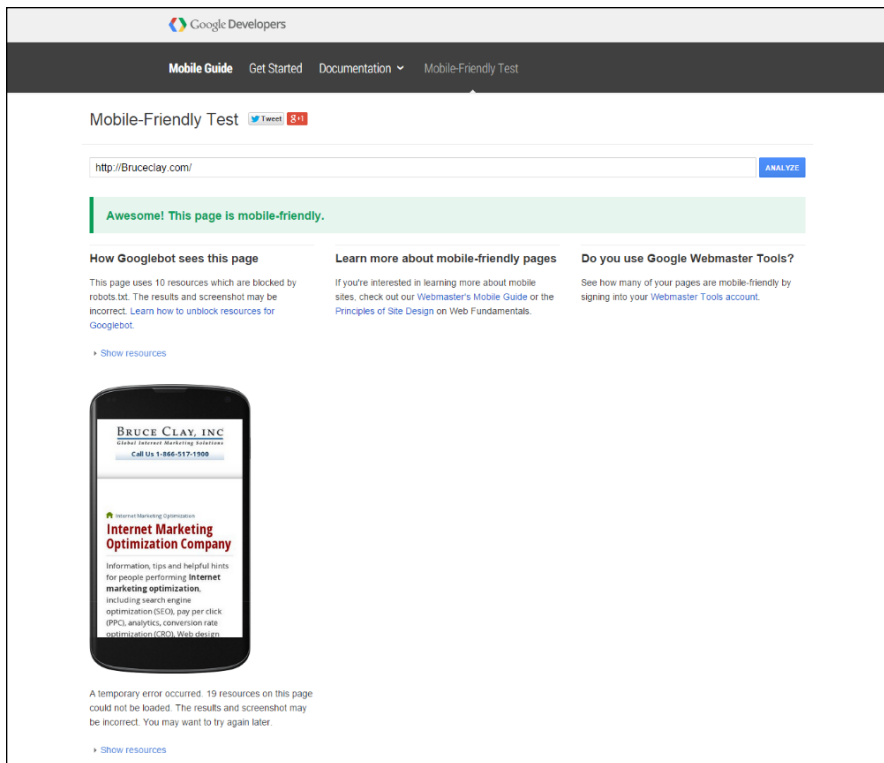 Google Developers
Mobile Guide Get Started Documentation Mobile-Friendly Test
Mobile-Friendly Test Tweet g+1
http://Bruceclay.com/ ANALYZE
Awesome! This page is mobile-friendly.
How Googlebot sees this page
This page uses 10 resources which are blocked by
robots.txt. The results and screenshot may be
incorrect. Learn how to unblock resources for
Googlebot.
Show resources
Learn more about mobile-friendly pages
If you're interested in learning more about mobile
sites, check out our Webmaster's Mobile Guide or the
Principles of Site Design on Web Fundamentals.
Do you use Google Webmaster Tools?
See how many of your pages are mobile-friendly by
signing into your Webmaster Tools account.
BRUCE CLAY, INC
Global Internet Marketing Solutions
Call Us 1-866-517-1900
Internet Marketing Optimization
Internet Marketing
Optimization Company
Information, tips and helpful hints
for people performing Internet
marketing optimization,
including search engine
optimization (SEO), pay per click
(PPC), analytics, conversion rate
optimization (CRO), Web design
A temporary error occurred. 19 resources on this page
could not be loaded. The results and screenshot may
be incorrect. You may want to try again later.
Show resources